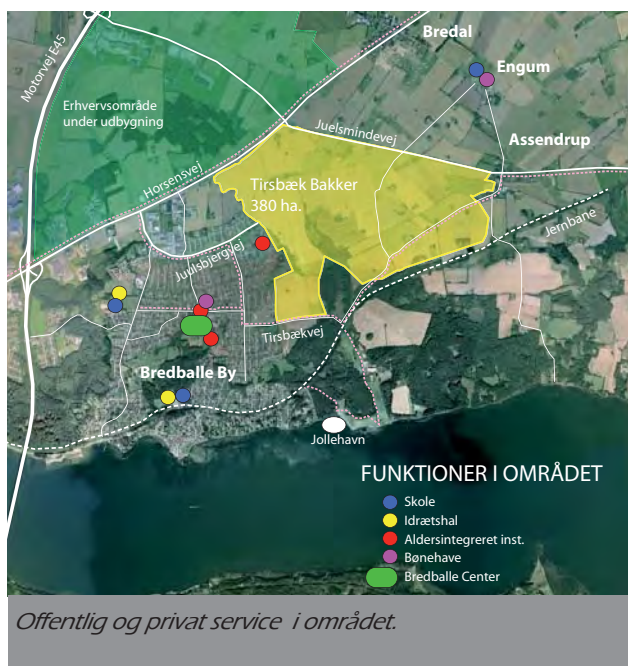 Bredal
Engum
Motorvej E45
Erhvervsområde
under udbygning
Juelsmindevej
Assendrup
Horsensvej
Tirsbæk Bakker
380 ha.
Jernbane
Juulsbjergvej
Tirsbækvej
Bredballe By
Jollehavn
FUNKTIONER I OMRÅDET
Skole
Idrætshal
Aldersintegreret inst.
Bønehave
Bredballe Center
Offentlig og privat service i området.